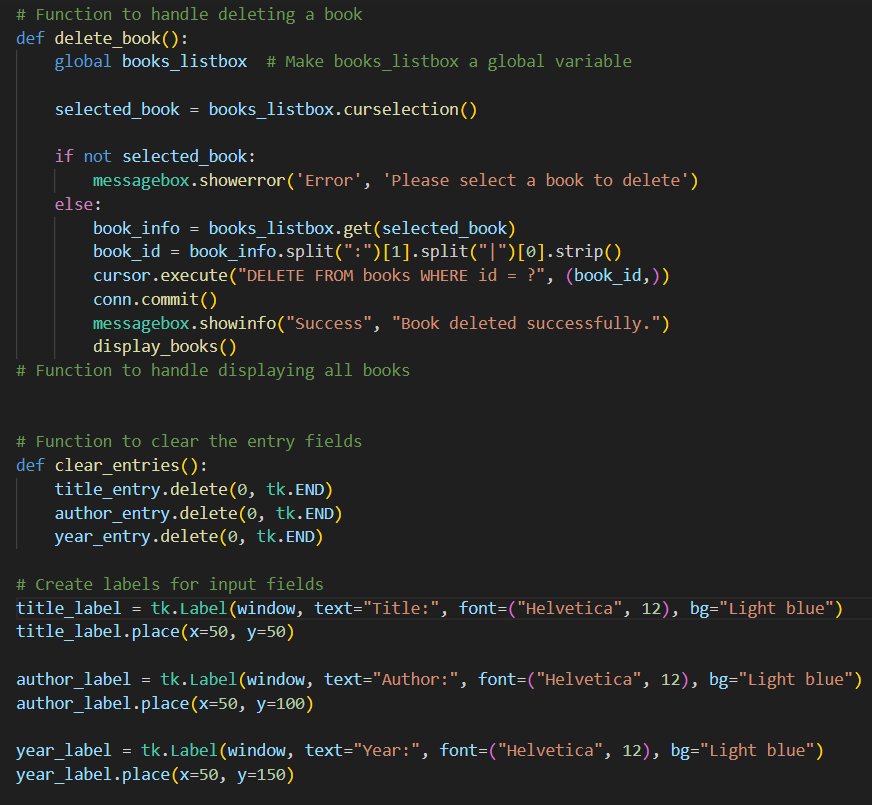 # Function to handle deleting a book
def delete_book():
    global books_listbox  # Make books_listbox a global variable

    selected_book = books_listbox.curselection()

    if not selected_book:
        messagebox.showerror('Error', 'Please select a book to delete')
    else:
        book_info = books_listbox.get(selected_book)
        book_id = book_info.split(":")[1].split("|")[0].strip()
        cursor.execute("DELETE FROM books WHERE id = ?", (book_id,))
        conn.commit()
        messagebox.showinfo("Success", "Book deleted successfully.")
        display_books()
# Function to handle displaying all books


# Function to clear the entry fields
def clear_entries():
    title_entry.delete(0, tk.END)
    author_entry.delete(0, tk.END)
    year_entry.delete(0, tk.END)

# Create labels for input fields
title_label = tk.Label(window, text="Title:", font=("Helvetica", 12), bg="Light blue")
title_label.place(x=50, y=50)

author_label = tk.Label(window, text="Author:", font=("Helvetica", 12), bg="Light blue")
author_label.place(x=50, y=100)

year_label = tk.Label(window, text="Year:", font=("Helvetica", 12), bg="Light blue")
year_label.place(x=50, y=150)